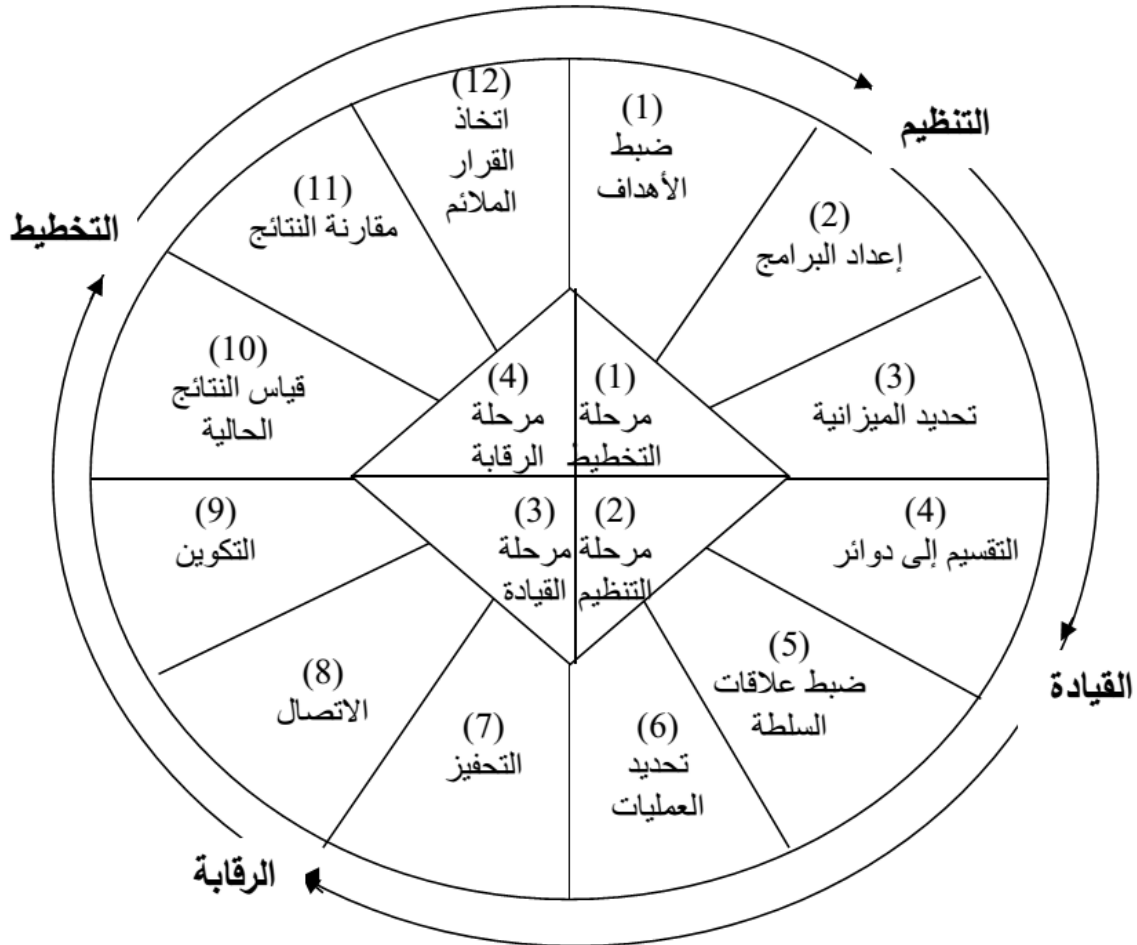 التنظيم
القيادة
الرقابة
التخطيط
(1)
ضبط
الأهداف
(2)
إعداد البرامج
(3)
تحديد الميزانية
(4)
التقسيم إلى دوائر
(5)
ضبط علاقات
السلطة
(6)
تحديد
العمليات
(7)
التحفيز
(8)
الاتصال
(9)
التكوين
(10)
قياس النتائج
الحالية
(11)
مقارنة النتائج
(12)
اتخاذ
القرار
الملائم
(1)
مرحلة
التخطيط
(2)
مرحلة
التنظيم
(3)
مرحلة
القيادة
(4)
مرحلة
الرقابة